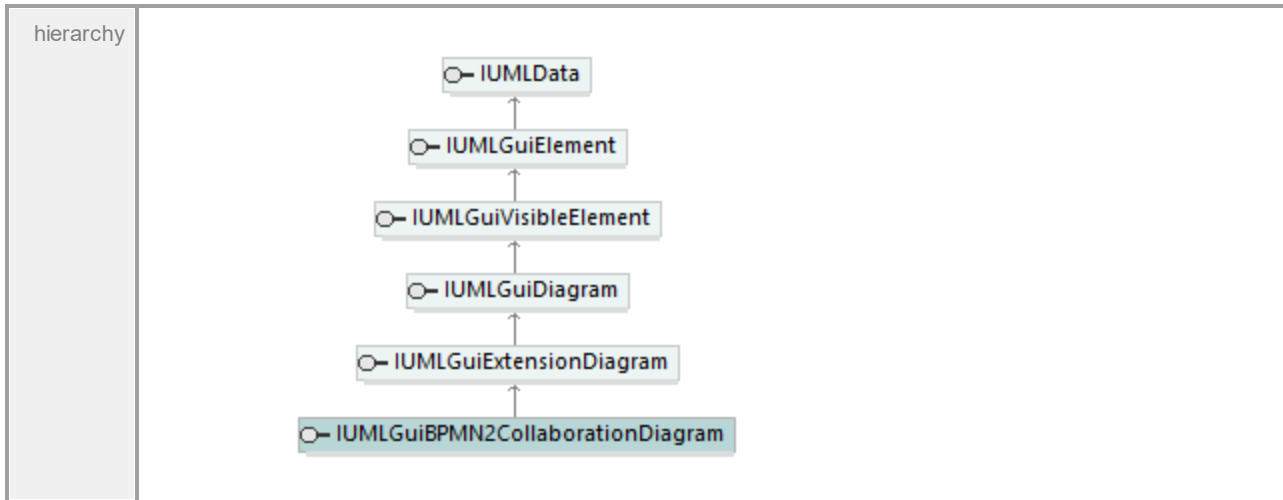 hierarchy
IUMLData
IUMLGuiElement
IUMLGuiVisibleElement
IUMLGuiDiagram
IUMLGuiExtensionDiagram
IUMLGuiBPMN2CollaborationDiagram